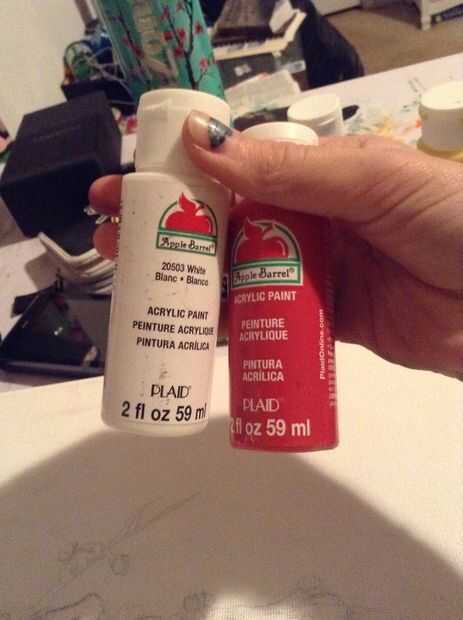 Apple Barrel®
20503 White
Blanc • Blanco
ACRYLIC PAINT
PEINTURE ACRYLIQUE
PINTURA ACRÍLICA
PLAID®
2 fl oz 59 ml
Apple Barrel®
ACRYLIC PAINT
PEINTURE
ACRYLIQUE
PINTURA
ACRÍLICA
PLAID®
2 fl oz 59 ml
PlaidOnline.com